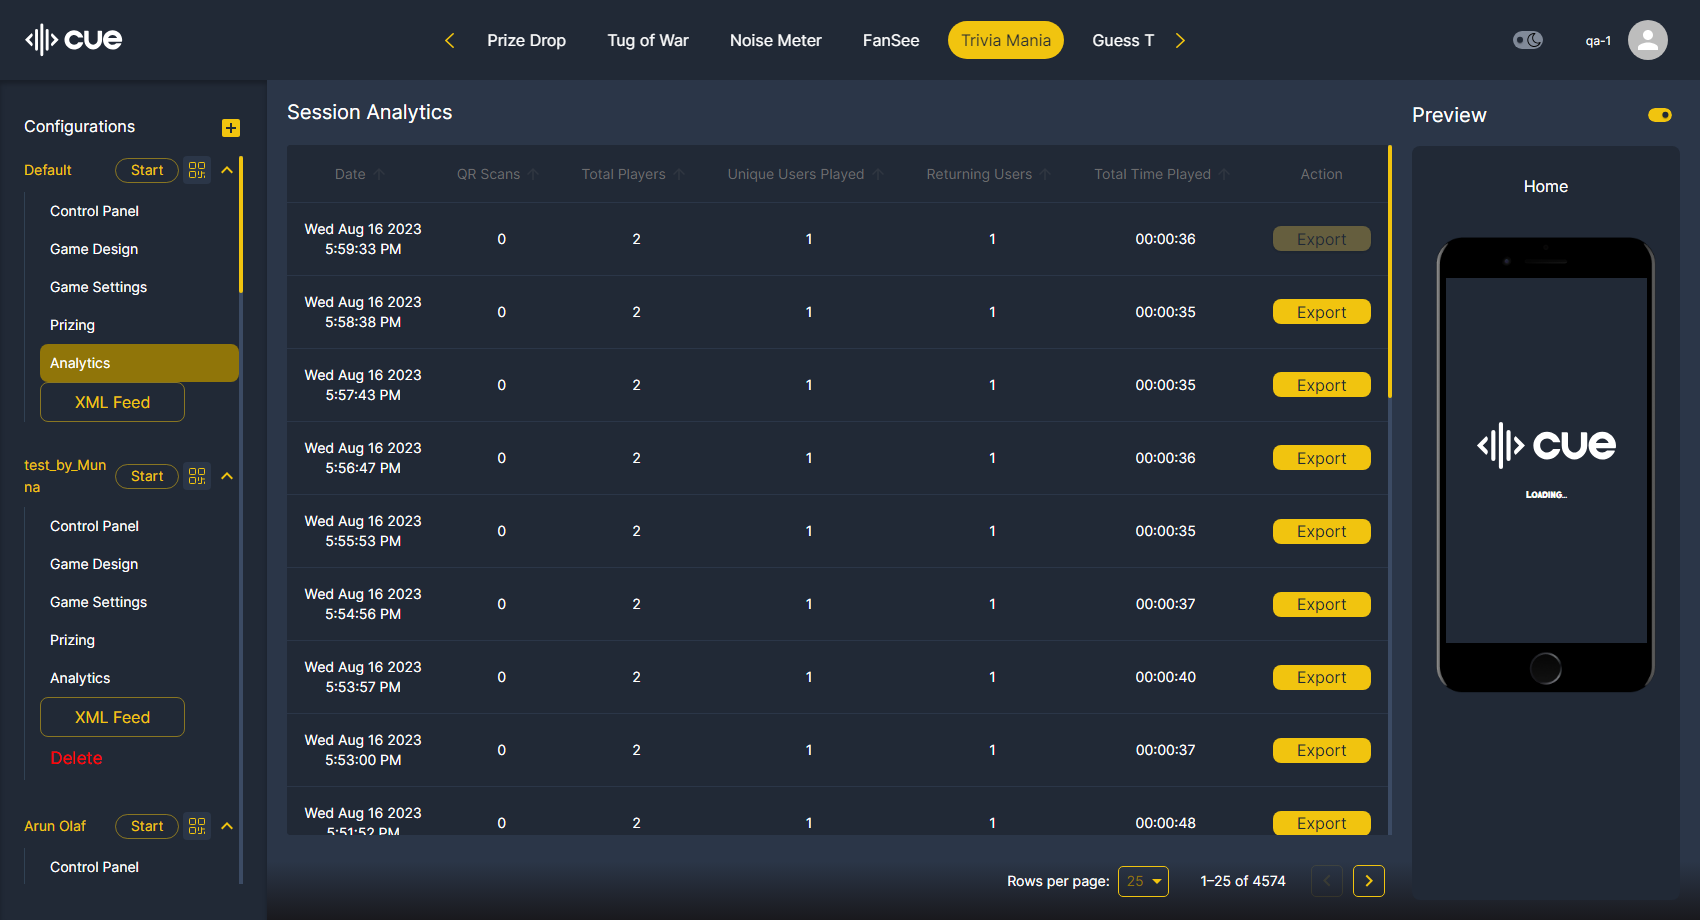 cue
Prize Drop
Tug of War
Noise Meter
FanSee
Trivia Mania
Guess T
qa-1
Configurations
Default
Start
Control Panel
Game Design
Game Settings
Prizing
Analytics
XML Feed
test_by_Mun
na
Start
Control Panel
Game Design
Game Settings
Prizing
Analytics
XML Feed
Delete
Arun Olaf
Start
Control Panel
Session Analytics
Date QR Scans Total Players Unique Users Played Returning Users Total Time Played Action
Wed Aug 16 2023
5:59:33 PM
0 2 1 1 00:00:36 Export
Wed Aug 16 2023
5:58:38 PM
0 2 1 1 00:00:35 Export
Wed Aug 16 2023
5:57:43 PM
0 2 1 1 00:00:35 Export
Wed Aug 16 2023
5:56:47 PM
0 2 1 1 00:00:36 Export
Wed Aug 16 2023
5:55:53 PM
0 2 1 1 00:00:35 Export
Wed Aug 16 2023
5:54:56 PM
0 2 1 1 00:00:37 Export
Wed Aug 16 2023
5:53:57 PM
0 2 1 1 00:00:40 Export
Wed Aug 16 2023
5:53:00 PM
0 2 1 1 00:00:37 Export
Wed Aug 16 2023
5:51:52 PM
0 2 1 1 00:00:48 Export
Rows per page: 25 1–25 of 4574
Preview
Home
cue
LOADING...